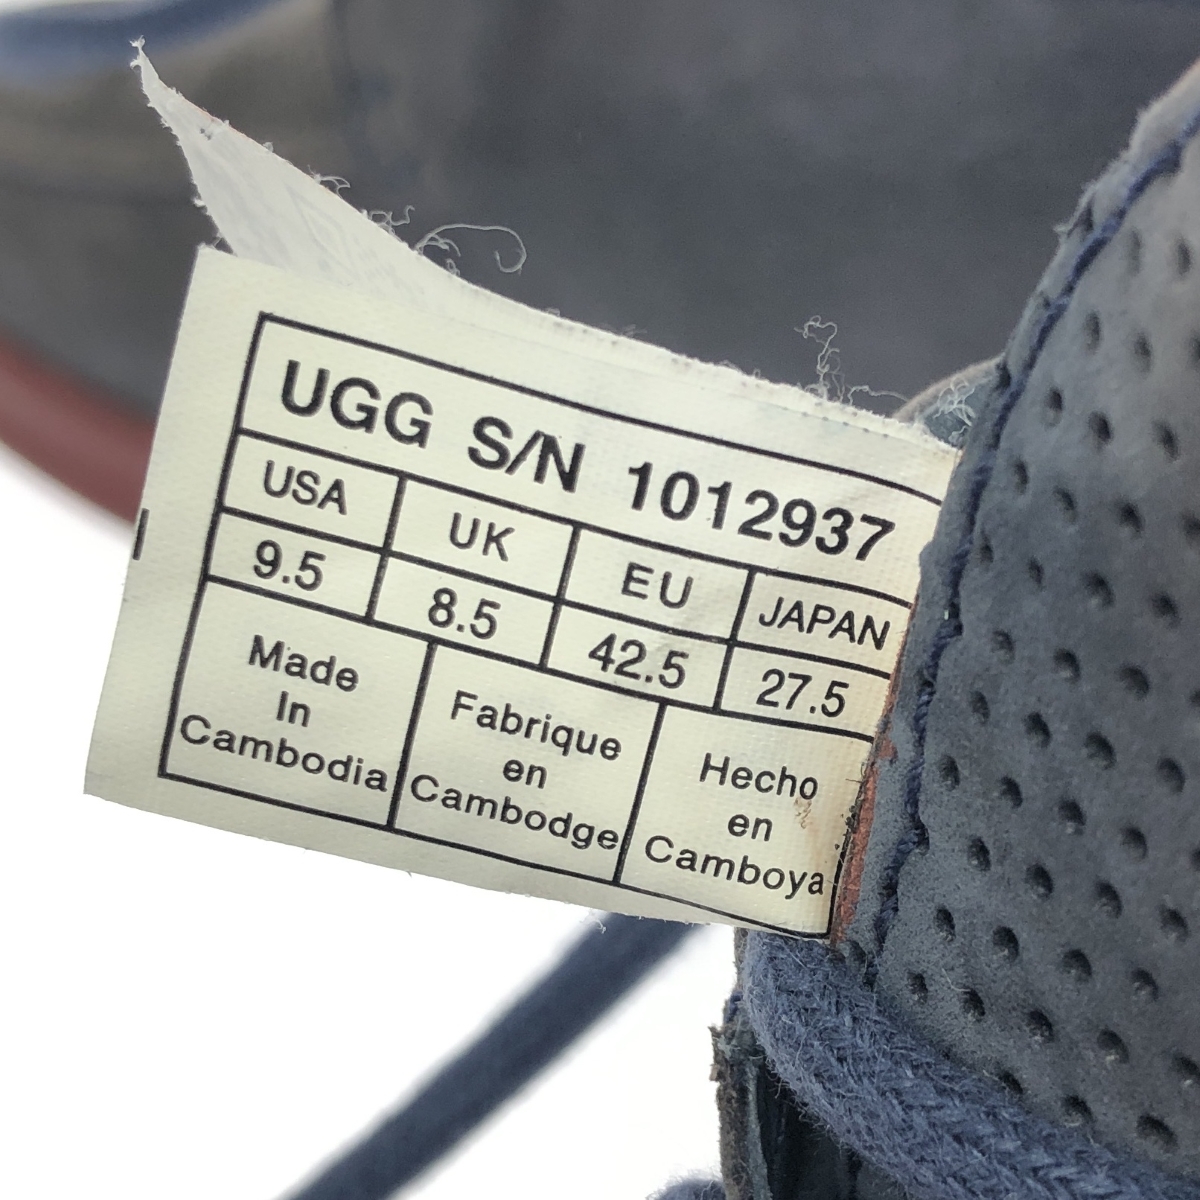 UGG S/N 1012937
USA UK EU JAPAN
9.5 8.5 42.5 27.5
Made
In
Cambodia
Fabrique
en
Cambodge
Hecho
en
Camboya